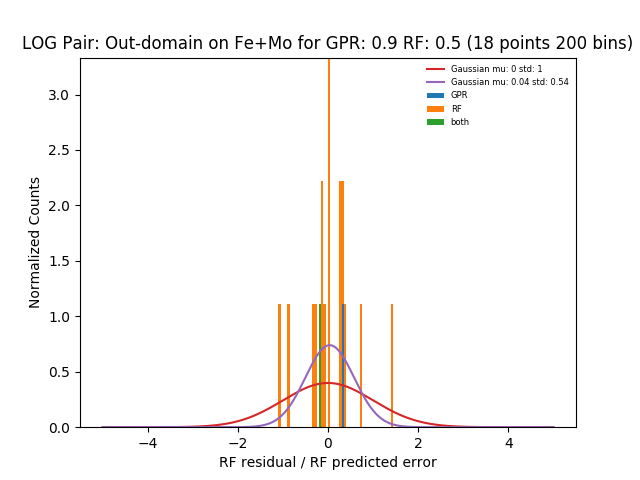 LOG Pair: Out-domain on Fe+Mo for GPR: 0.9 RF: 0.5 (18 points 200 bins)
Gaussian mu: 0 std: 1
Gaussian mu: 0.04 std: 0.54
GPR
RF
both
3.0
2.5
2.0
1.5
1.0
0.5
0.0
Normalized Counts
−4
−2
0
2
4
RF residual / RF predicted error